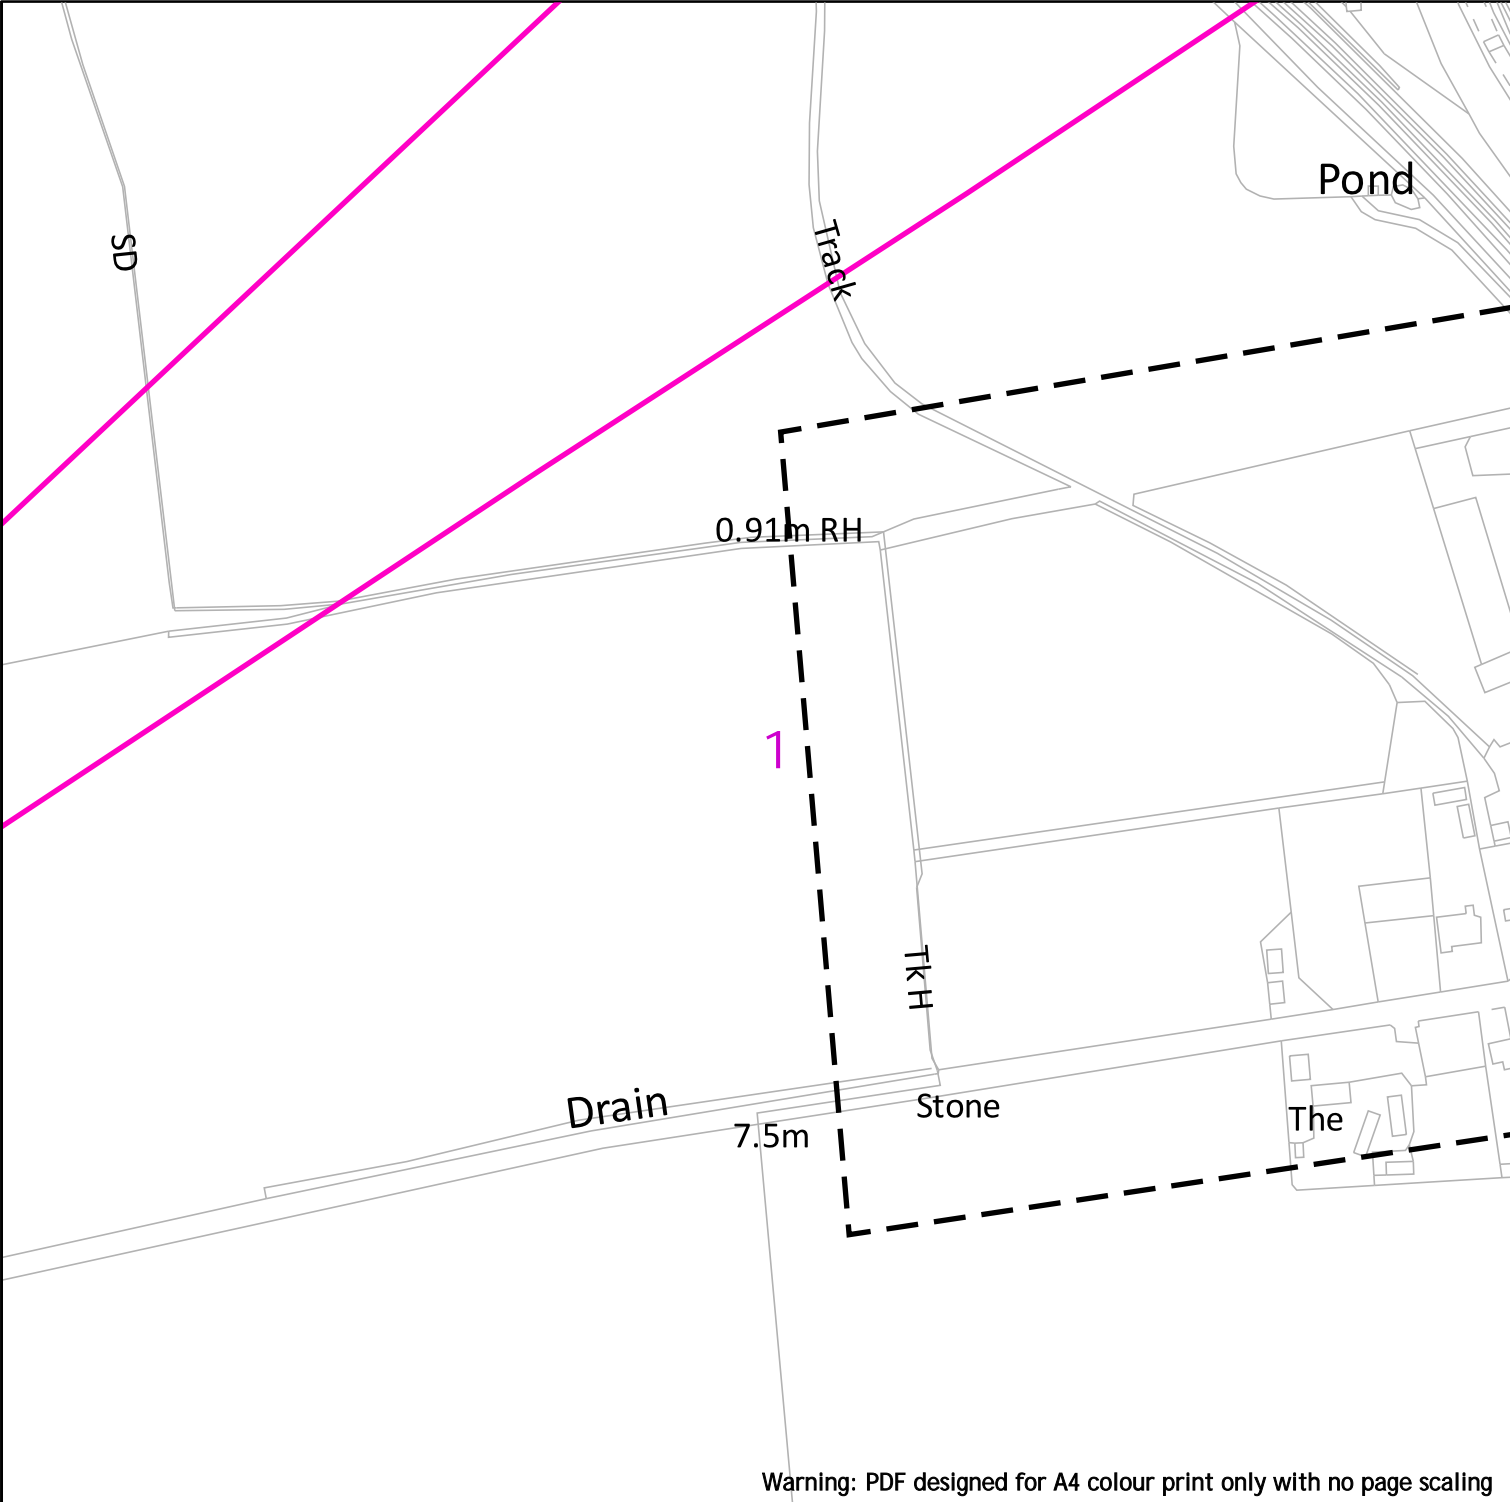 Pond
SD
Track
0.91m RH
1
Tk H
Drain
Stone
The
7.5m
Warning: PDF designed for A4 colour print only with no page scaling